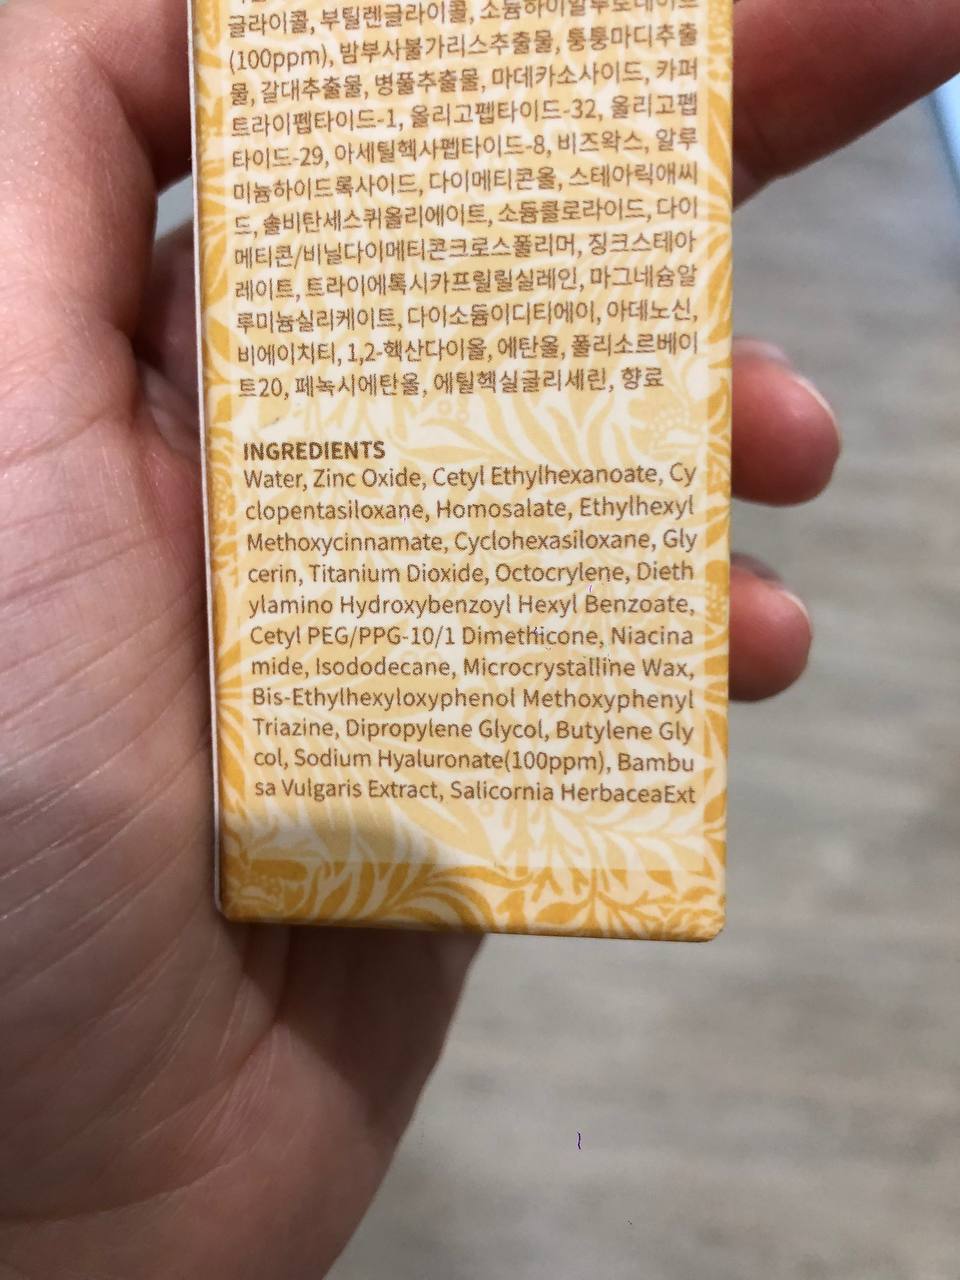 글라이콜, 부틸렌글라이콜, 소듐하이알루로네이트
(100ppm), 밤부사불가리스추출물, 퉁퉁마디추출
물, 갈대추출물, 병풀추출물, 마데카소사이드, 카퍼
트라이펩타이드-1, 올리고펩타이드-32, 올리고펩
타이드-29, 아세틸헥사펩타이드-8, 비즈왁스, 알루
미늄하이드록사이드, 다이메티콘올, 스테아릭애씨
드, 솔비탄세스퀴올리에이트, 소듐클로라이드, 다이
메티콘/비닐다이메티콘크로스폴리머, 징크스테아
레이트, 트라이에톡시카프릴릴실레인, 마그네슘알
루미늄실리케이트, 다이소듐이디티에이, 아데노신,
비에이치티, 1,2-헥산다이올, 에탄올, 폴리소르베이
트20, 페녹시에탄올, 에틸헥실글리세린, 향료
INGREDIENTS
Water, Zinc Oxide, Cetyl Ethylhexanoate, Cy
clopentasiloxane, Homosalate, Ethylhexyl
Methoxycinnamate, Cyclohexasiloxane, Gly
cerin, Titanium Dioxide, Octocrylene, Dieth
ylamino Hydroxybenzoyl Hexyl Benzoate,
Cetyl PEG/PPG-10/1 Dimethicone, Niacina
mide, Isododecane, Microcrystalline Wax,
Bis-Ethylhexyloxyphenol Methoxyphenyl
Triazine, Dipropylene Glycol, Butylene Gly
col, Sodium Hyaluronate(100ppm), Bambu
sa Vulgaris Extract, Salicornia HerbaceaExt